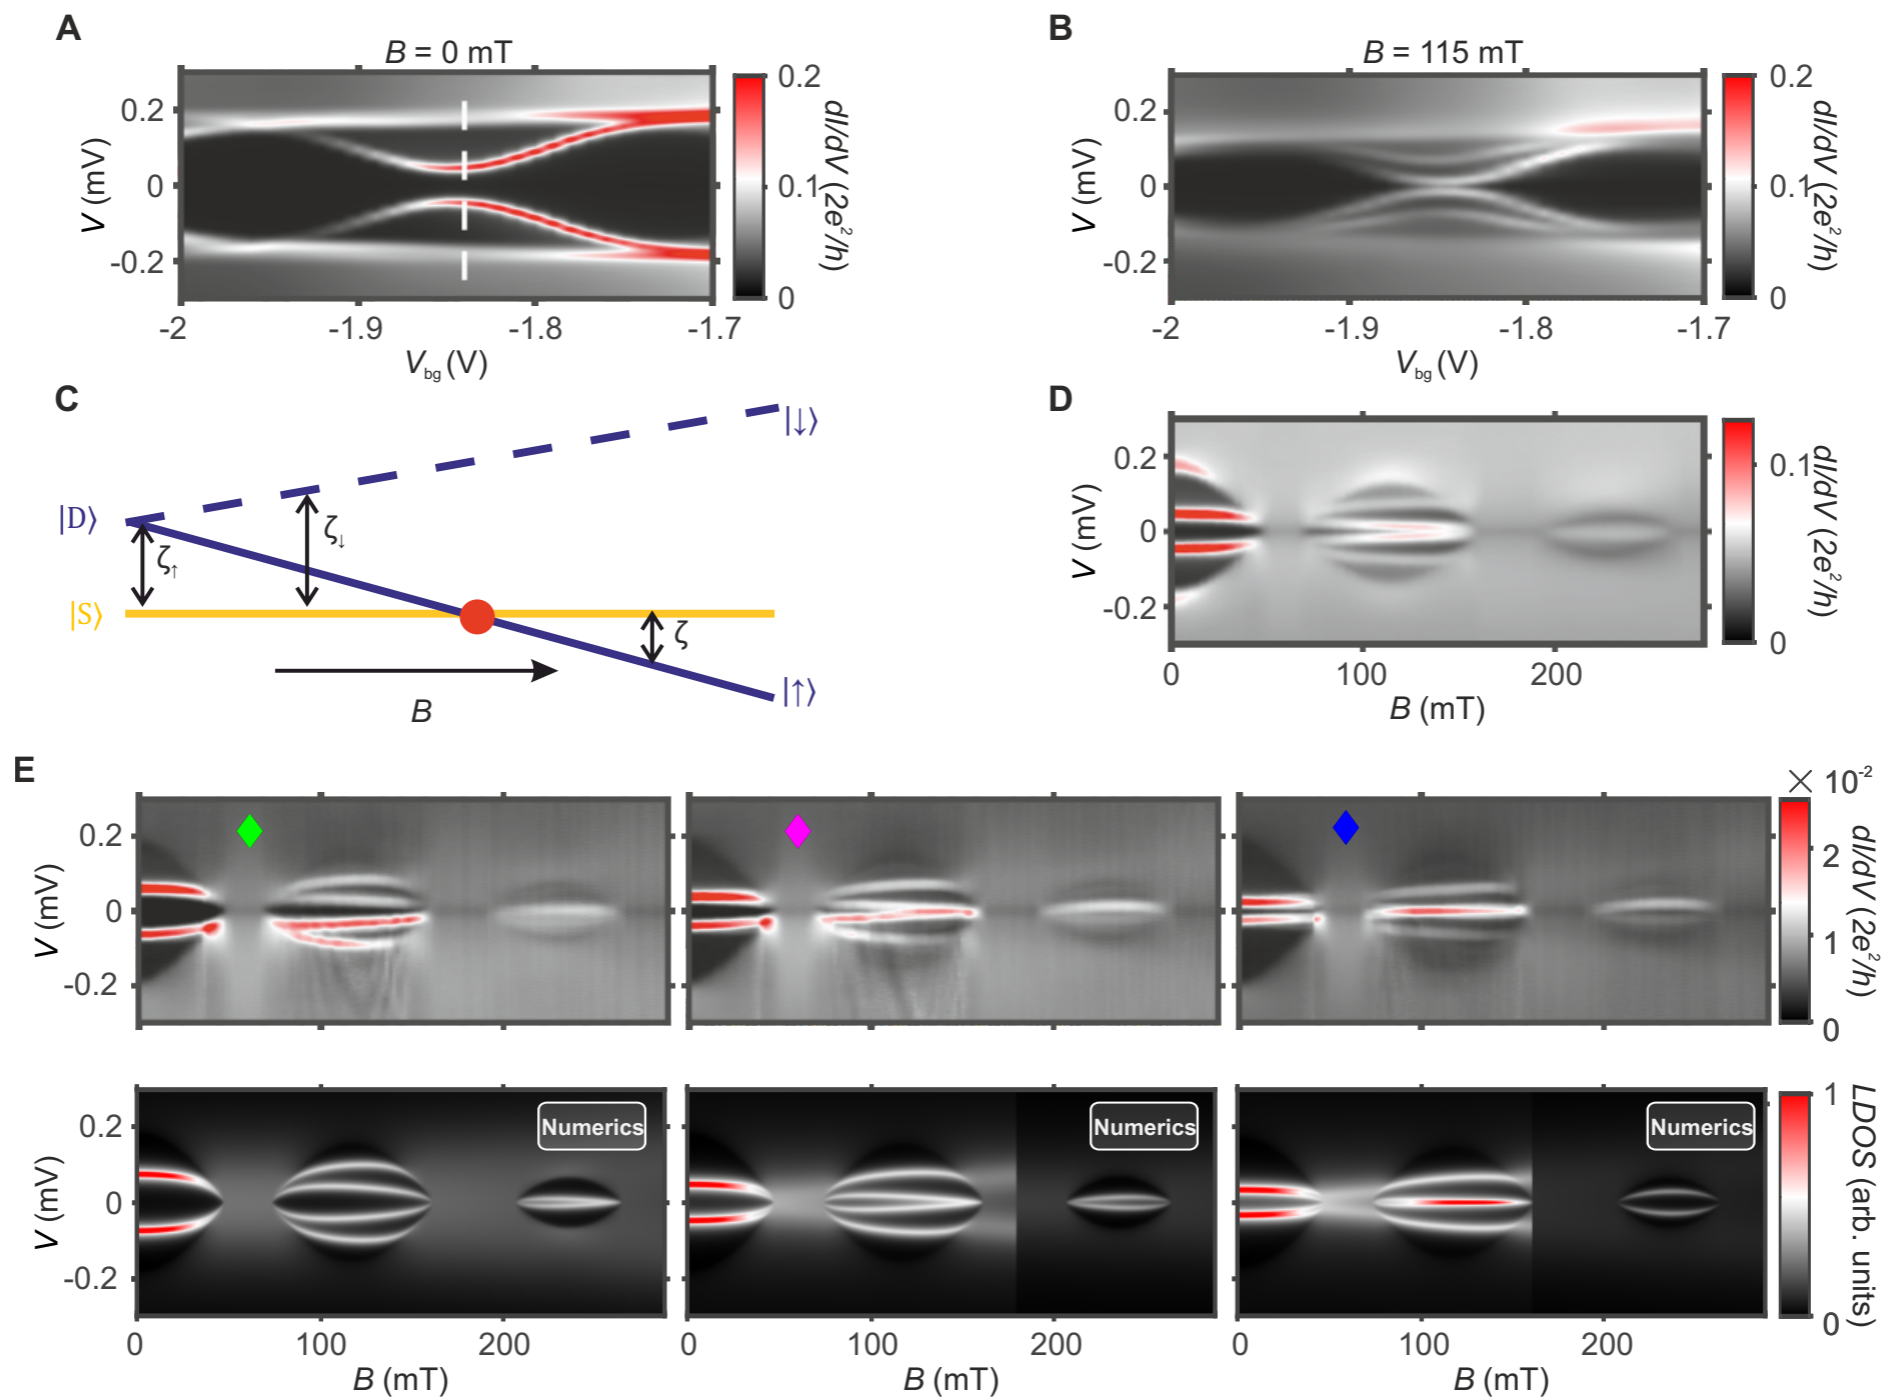 A
B = 0 mT
0.2
0
-0.2
V (mV)
-2
-1.9
-1.8
-1.7
V_bg (V)
0.2
0.1
0
dI/dV (2e²/h)
B
B = 115 mT
0.2
0
-0.2
V (mV)
-2
-1.9
-1.8
-1.7
V_bg (V)
0.2
0.1
0
dI/dV (2e²/h)
C
|D⟩
|S⟩
ζ↑
ζ↓
ζ
|↓⟩
|↑⟩
B
D
0.2
0
-0.2
V (mV)
0
100
200
B (mT)
0.1
0
dI/dV (2e²/h)
E
0.2
0
-0.2
V (mV)
× 10⁻²
2
1
0
dI/dV (2e²/h)
Numerics
Numerics
Numerics
0.2
0
-0.2
V (mV)
0
100
200
B (mT)
0
100
200
B (mT)
0
100
200
B (mT)
1
0
LDOS (arb. units)